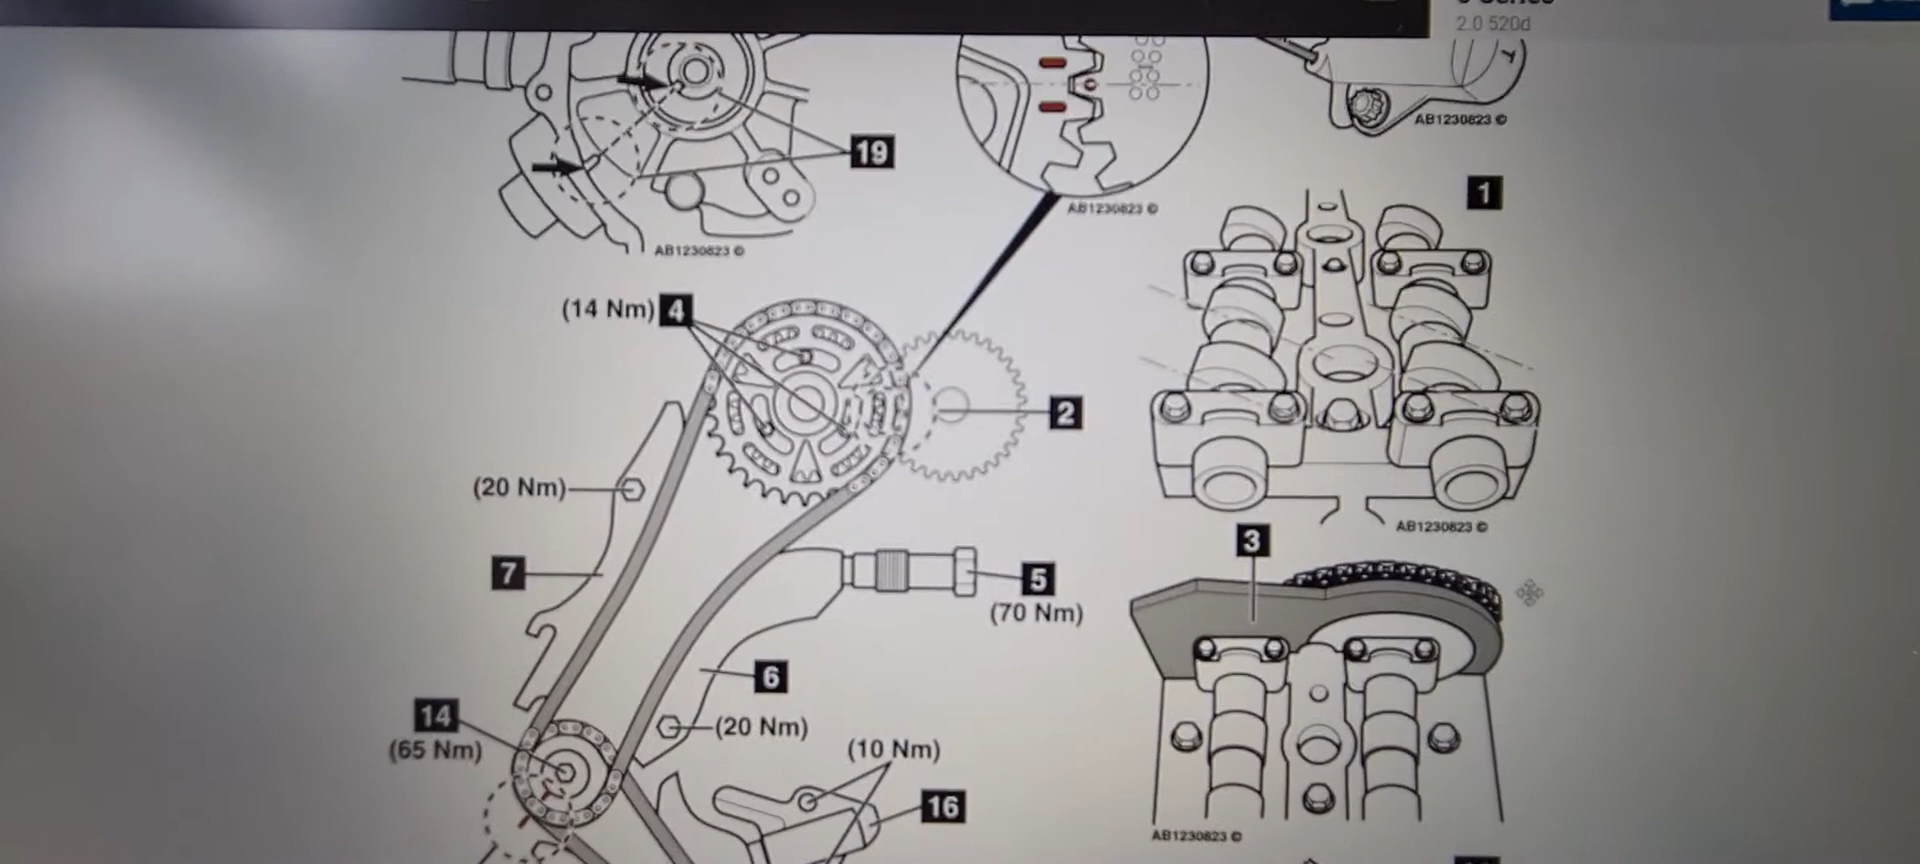 2.0 520d
AB1230823 ©
19
AB1230823 ©
AB1230823 ©
1
(14 Nm) 4
2
(20 Nm)
AB1230823 ©
3
7
5
(70 Nm)
6
14
(65 Nm)
(20 Nm)
(10 Nm)
16
AB1230823 ©